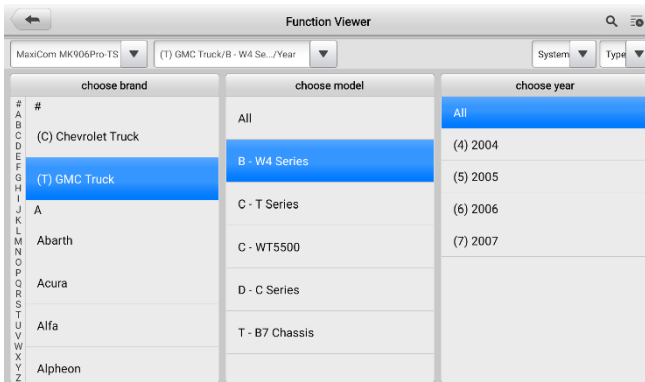 Function Viewer
MaxiCom MK906Pro-TS (T) GMC Truck/B - W4 Se.../Year System Type
choose brand choose model choose year
#
A
B
C
D
E
F
G
H
I
J
K
L
M
N
O
P
Q
R
S
T
U
V
W
X
Y
Z
#
(C) Chevrolet Truck
(T) GMC Truck
A
Abarth
Acura
Alfa
Alpheon
All
B - W4 Series
C - T Series
C - WT5500
D - C Series
T - B7 Chassis
All
(4) 2004
(5) 2005
(6) 2006
(7) 2007